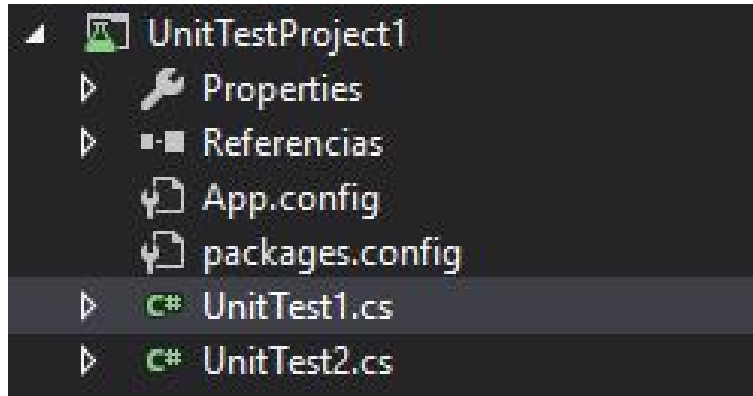 UnitTestProject1
Properties
Referencias
App.config
packages.config
C# UnitTest1.cs
C# UnitTest2.cs